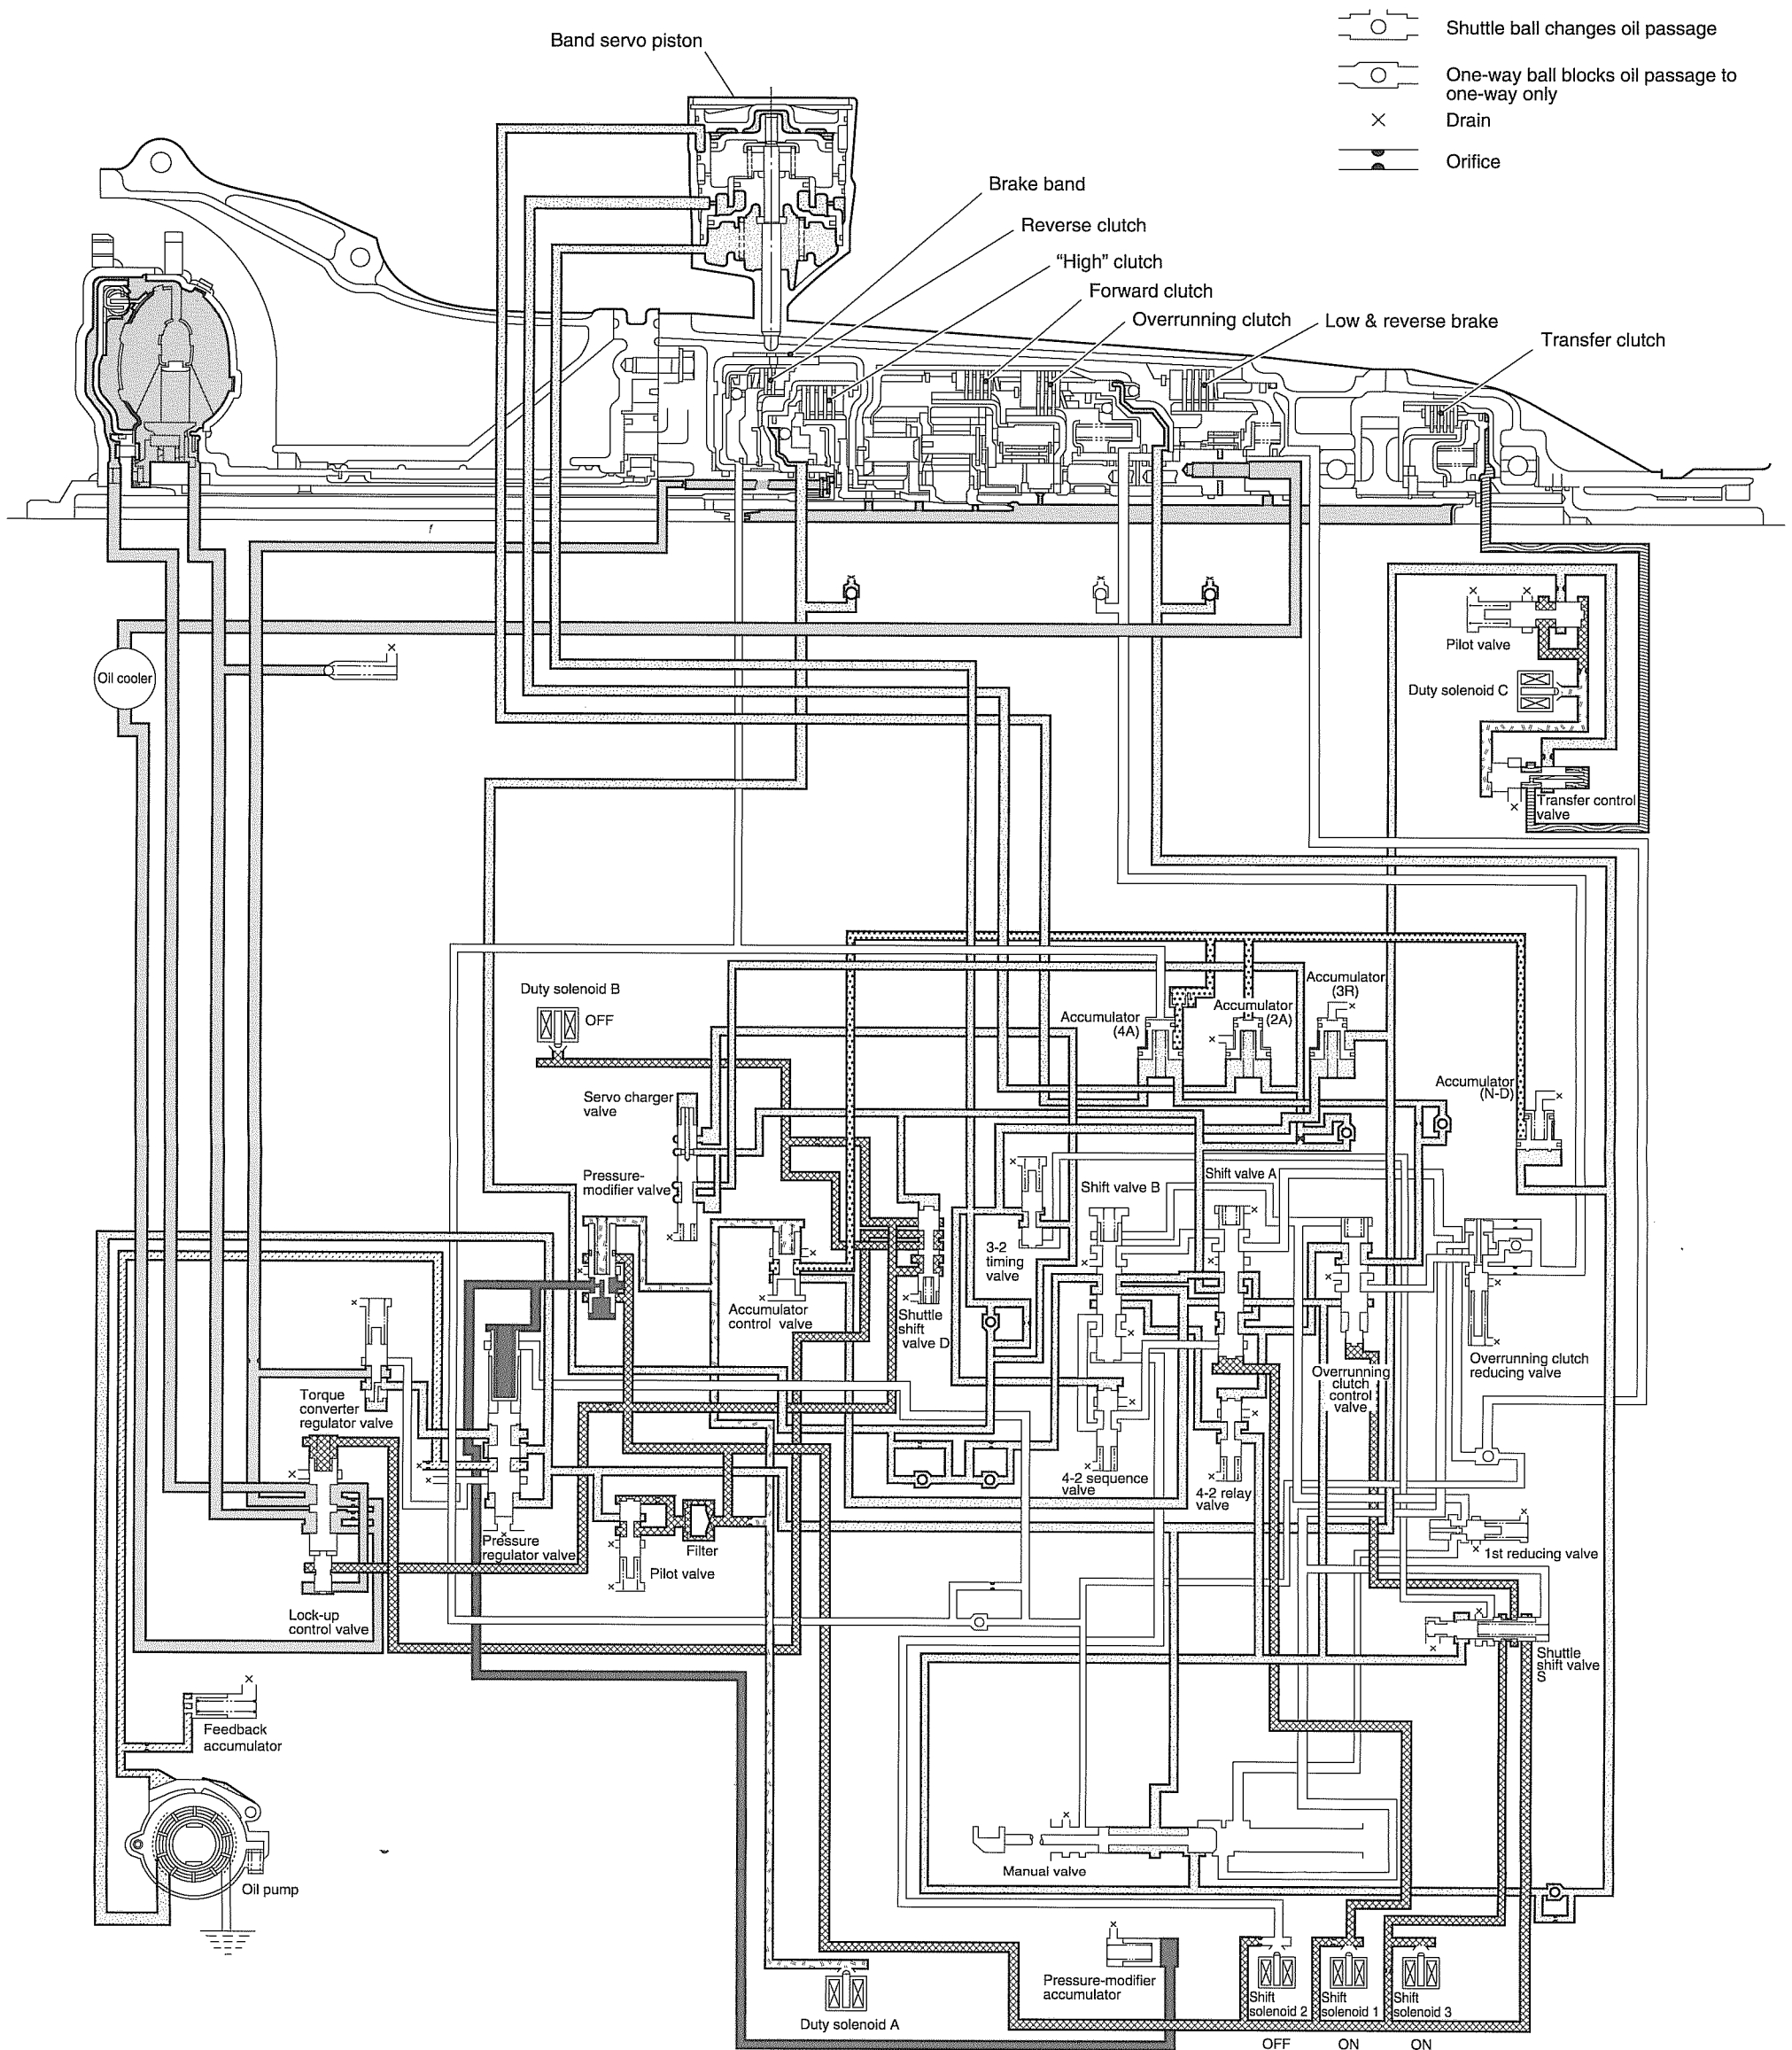 Shuttle ball changes oil passage
One-way ball blocks oil passage to
one-way only
Drain
Orifice
Band servo piston
Brake band
Reverse clutch
“High” clutch
Forward clutch
Overrunning clutch
Low & reverse brake
Transfer clutch
Oil cooler
Pilot valve
Duty solenoid C
Transfer control
valve
Duty solenoid B
OFF
Accumulator
(4A)
Accumulator
(2A)
Accumulator
(3R)
Accumulator
(N-D)
Servo charger
valve
Pressure-
modifier valve
Shift valve B
Shift valve A
3-2
timing
valve
Accumulator
control valve
Shuttle
shift
valve D
Overrunning
clutch
control
valve
Overrunning clutch
reducing valve
Torque
converter
regulator valve
4-2 sequence
valve
4-2 relay
valve
Pressure
regulator valve
Filter
Pilot valve
1st reducing valve
Lock-up
control valve
Shuttle
shift valve
S
Feedback
accumulator
Oil pump
Manual valve
Pressure-modifier
accumulator
Duty solenoid A
Shift
solenoid 2
OFF
Shift
solenoid 1
ON
Shift
solenoid 3
ON